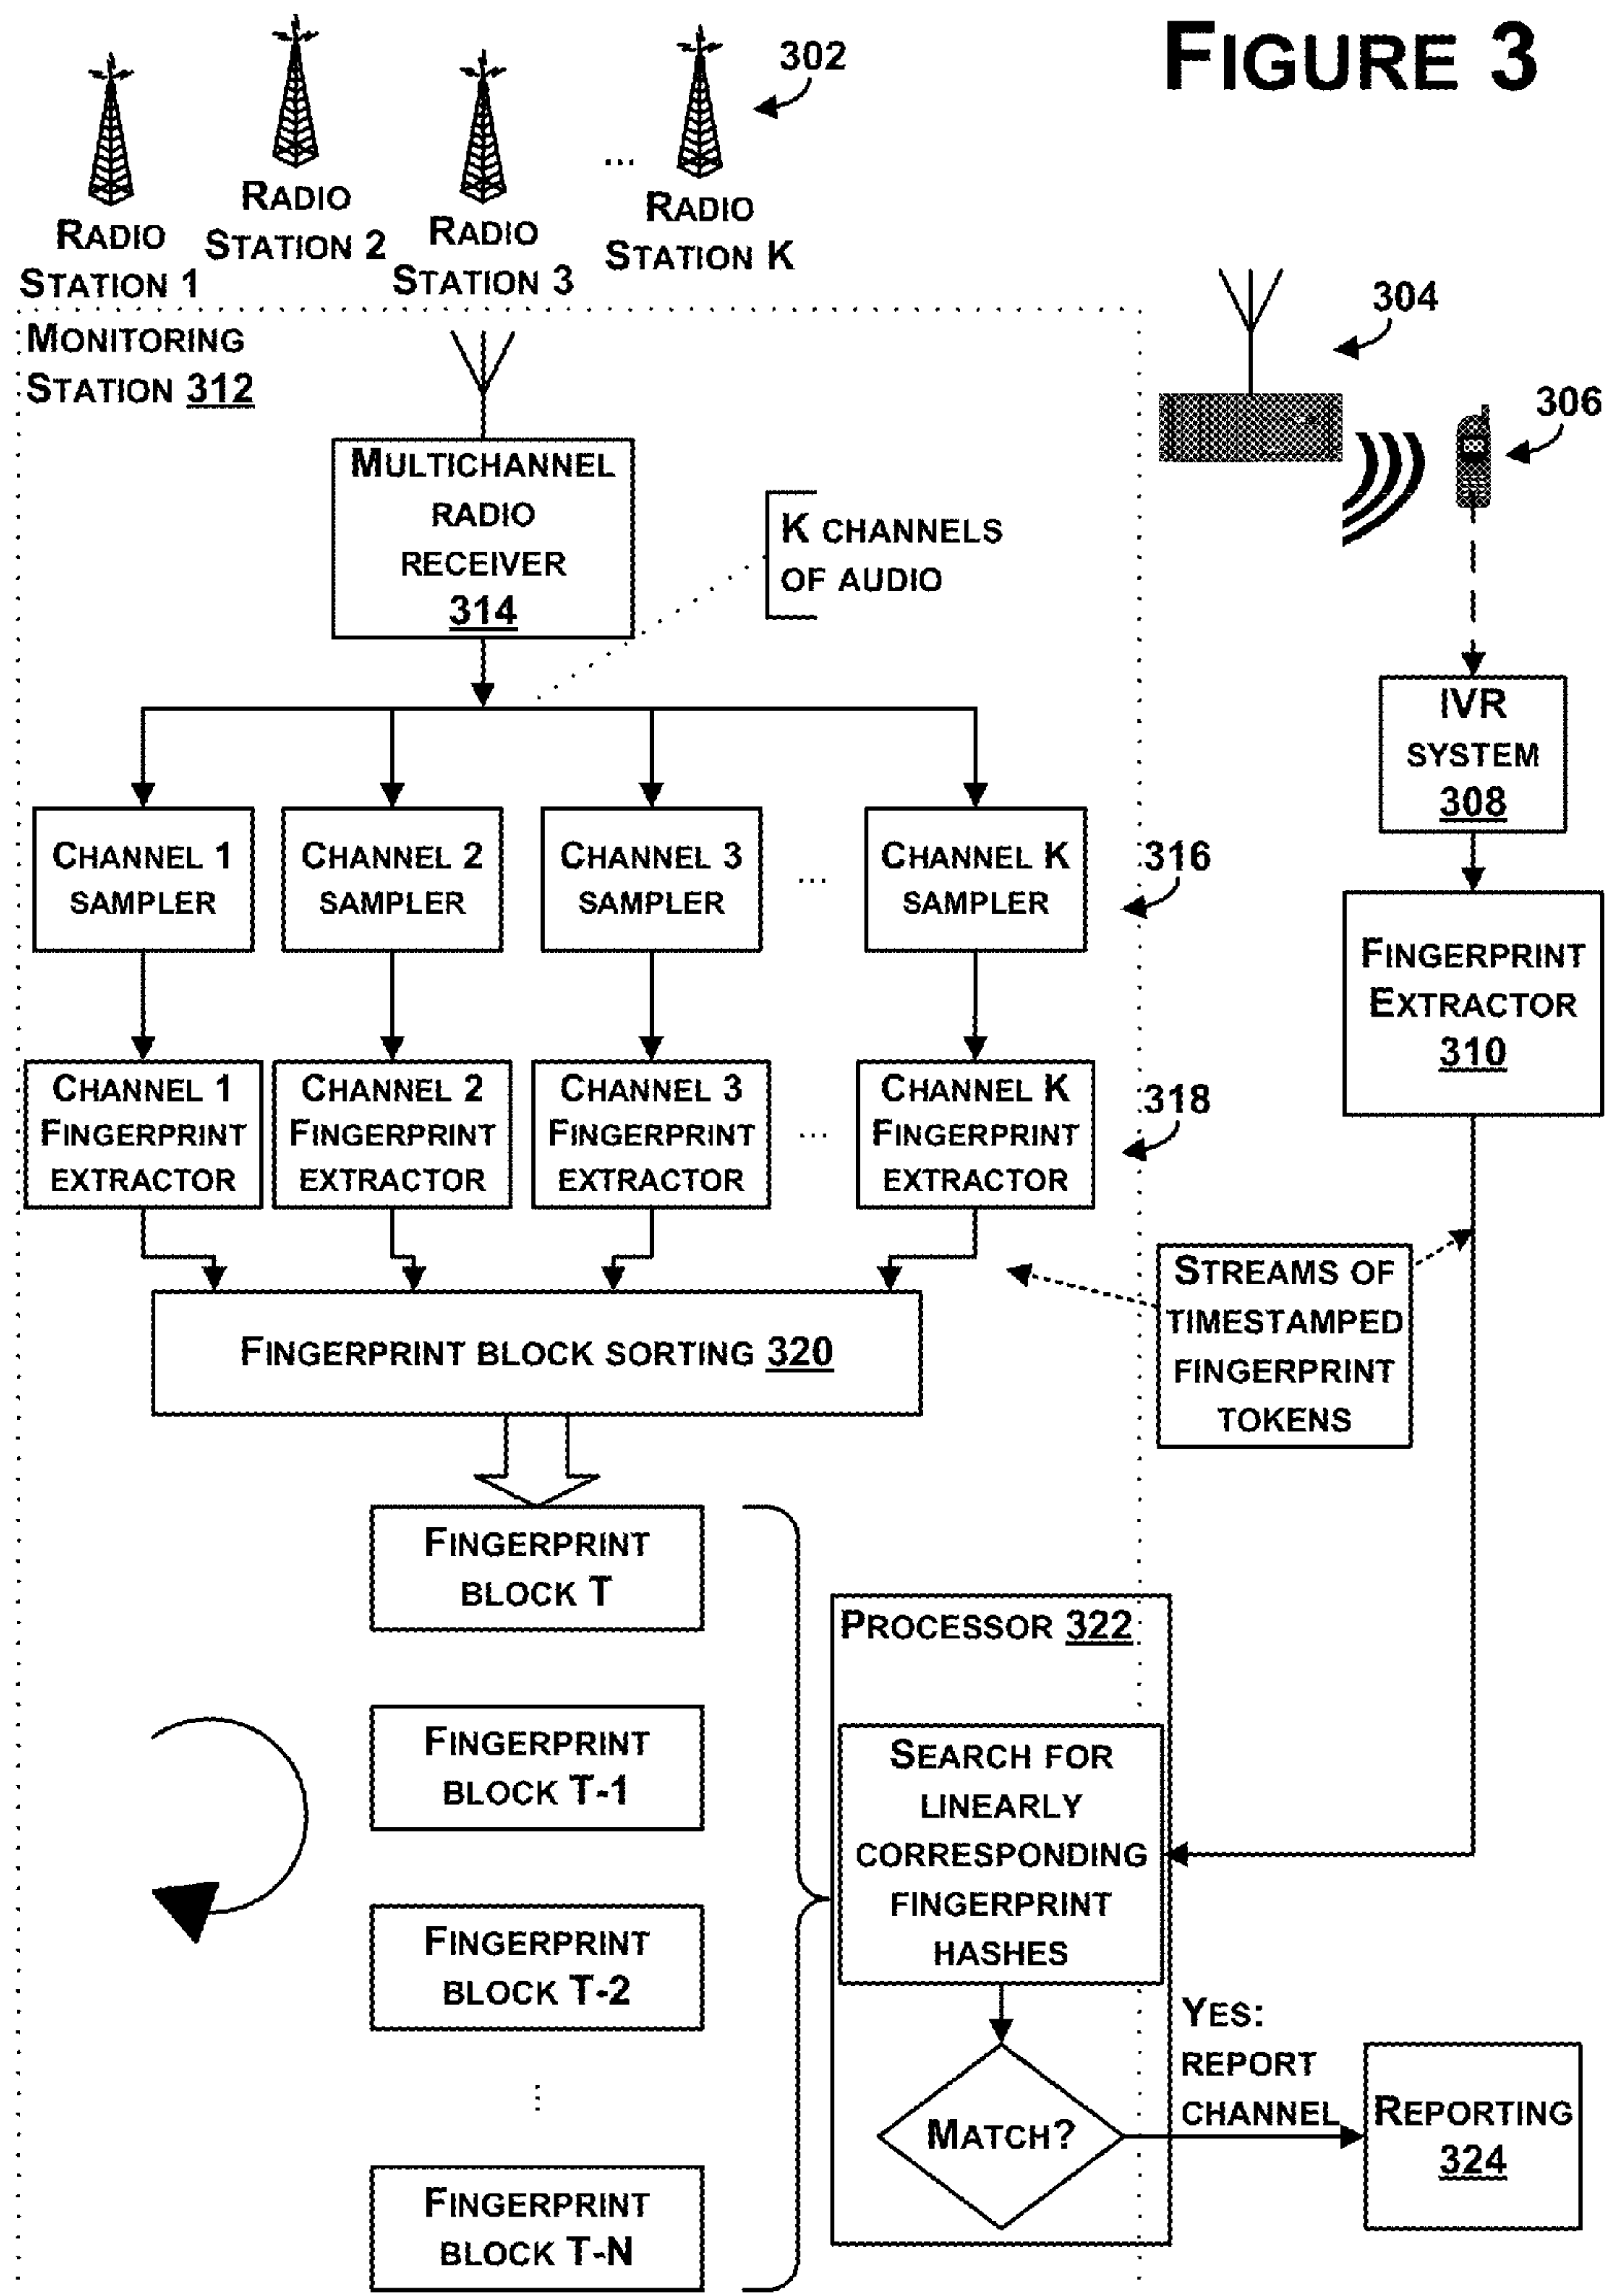 FIGURE 3
302
RADIO
STATION 1
RADIO
STATION 2
RADIO
STATION 3
...
RADIO
STATION K
304
306
MONITORING
STATION 312
MULTICHANNEL
RADIO
RECEIVER
314
K CHANNELS
OF AUDIO
IVR
SYSTEM
308
CHANNEL 1
SAMPLER
CHANNEL 2
SAMPLER
CHANNEL 3
SAMPLER
...
CHANNEL K
SAMPLER
316
FINGERPRINT
EXTRACTOR
310
CHANNEL 1
FINGERPRINT
EXTRACTOR
CHANNEL 2
FINGERPRINT
EXTRACTOR
CHANNEL 3
FINGERPRINT
EXTRACTOR
...
CHANNEL K
FINGERPRINT
EXTRACTOR
318
STREAMS OF
TIMESTAMPED
FINGERPRINT
TOKENS
FINGERPRINT BLOCK SORTING 320
FINGERPRINT
BLOCK T
FINGERPRINT
BLOCK T-1
FINGERPRINT
BLOCK T-2
...
FINGERPRINT
BLOCK T-N
PROCESSOR 322
SEARCH FOR
LINEARLY
CORRESPONDING
FINGERPRINT
HASHES
MATCH?
YES:
REPORT
CHANNEL
REPORTING
324